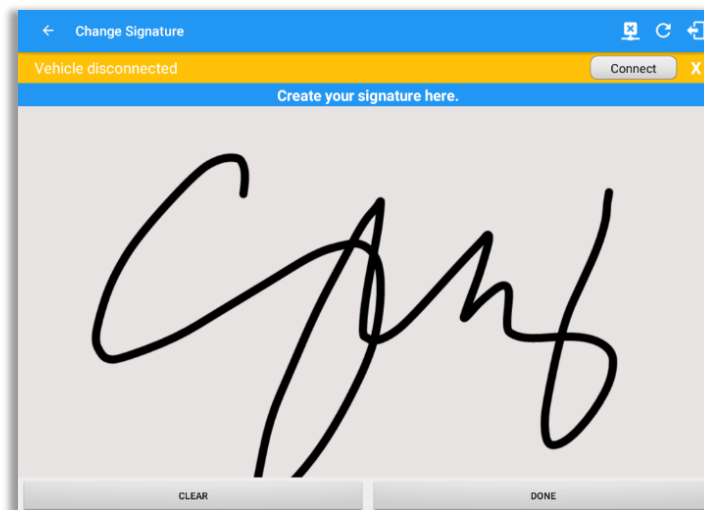 Change Signature
Vehicle disconnected
Connect
X
Create your signature here.
CLEAR
DONE